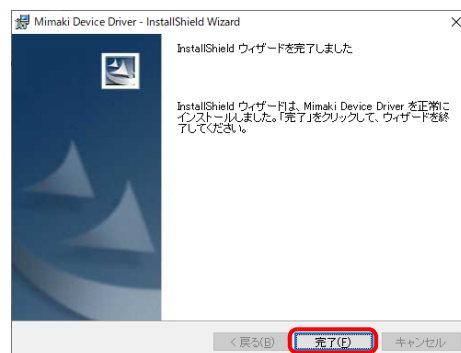 Mimaki Device Driver - InstallShield Wizard
InstallShield ウィザードを完了しました
InstallShield ウィザードは、Mimaki Device Driver を正常に
インストールしました。「完了」をクリックして、ウィザードを終
了してください。
< 戻る(B) 完了(F) キャンセル